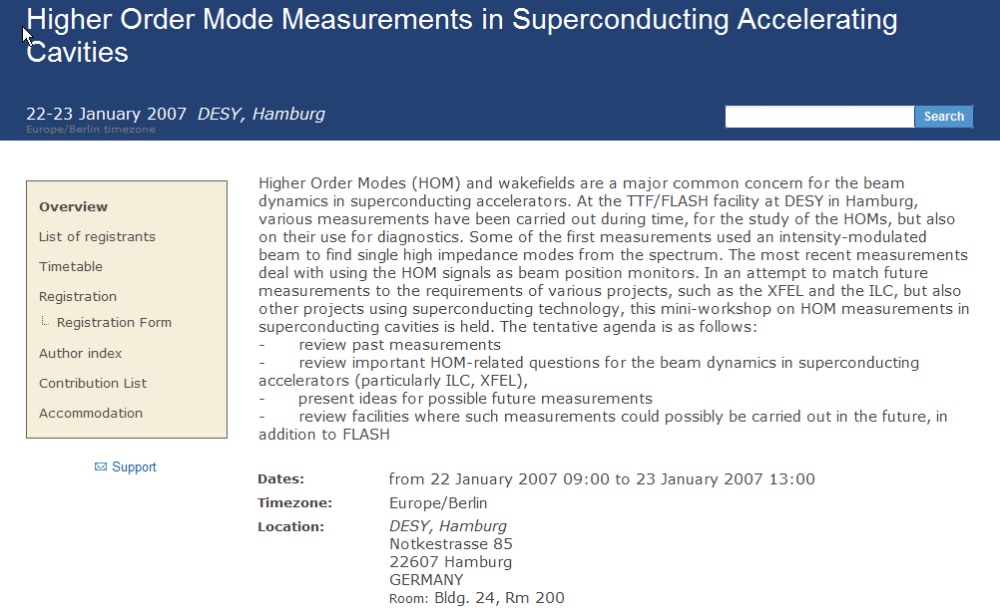 Higher Order Mode Measurements in Superconducting Accelerating
Cavities
22-23 January 2007 DESY, Hamburg
Europe/Berlin timezone
Search
Overview
List of registrants
Timetable
Registration
Registration Form
Author index
Contribution List
Accommodation
Support
Higher Order Modes (HOM) and wakefields are a major common concern for the beam
dynamics in superconducting accelerators. At the TTF/FLASH facility at DESY in Hamburg,
various measurements have been carried out during time, for the study of the HOMs, but also
on their use for diagnostics. Some of the first measurements used an intensity-modulated
beam to find single high impedance modes from the spectrum. The most recent measurements
deal with using the HOM signals as beam position monitors. In an attempt to match future
measurements to the requirements of various projects, such as the XFEL and the ILC, but also
other projects using superconducting technology, this mini-workshop on HOM measurements in
superconducting cavities is held. The tentative agenda is as follows:
- review past measurements
- review important HOM-related questions for the beam dynamics in superconducting
accelerators (particularly ILC, XFEL),
- present ideas for possible future measurements
- review facilities where such measurements could possibly be carried out in the future, in
addition to FLASH
Dates: from 22 January 2007 09:00 to 23 January 2007 13:00
Timezone: Europe/Berlin
Location: DESY, Hamburg
Notkestrasse 85
22607 Hamburg
GERMANY
Room: Bldg. 24, Rm 200